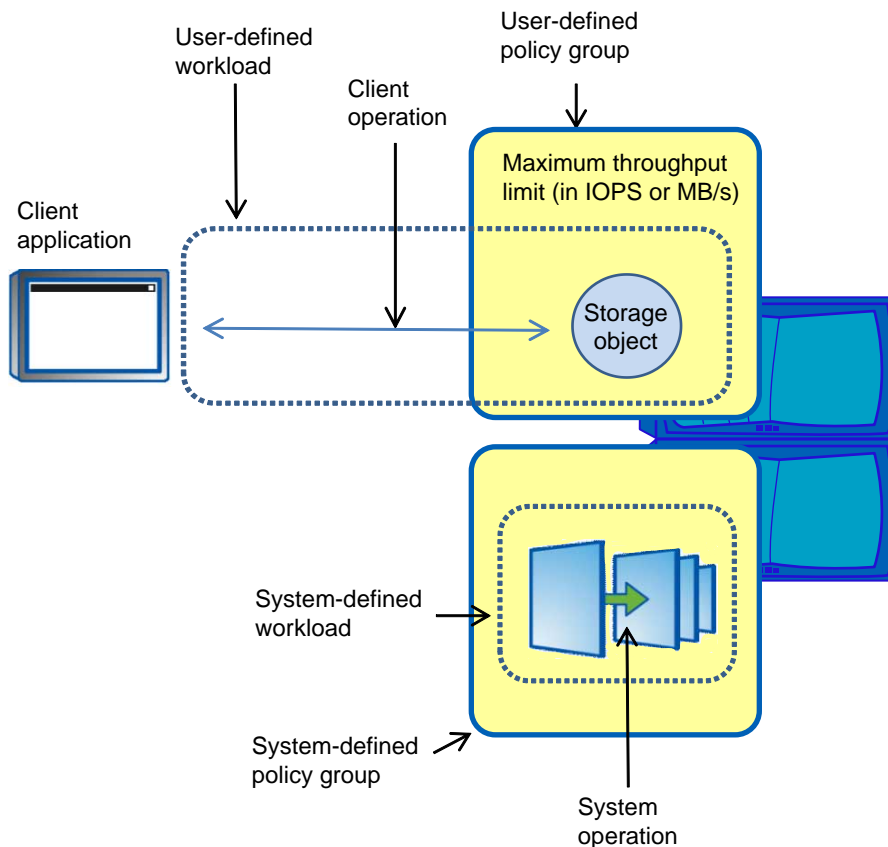 User-defined
workload
User-defined
policy group
Client
operation
Maximum throughput
limit (in IOPS or MB/s)
Client
application
Storage
object
System-defined
workload
System-defined
policy group
System
operation